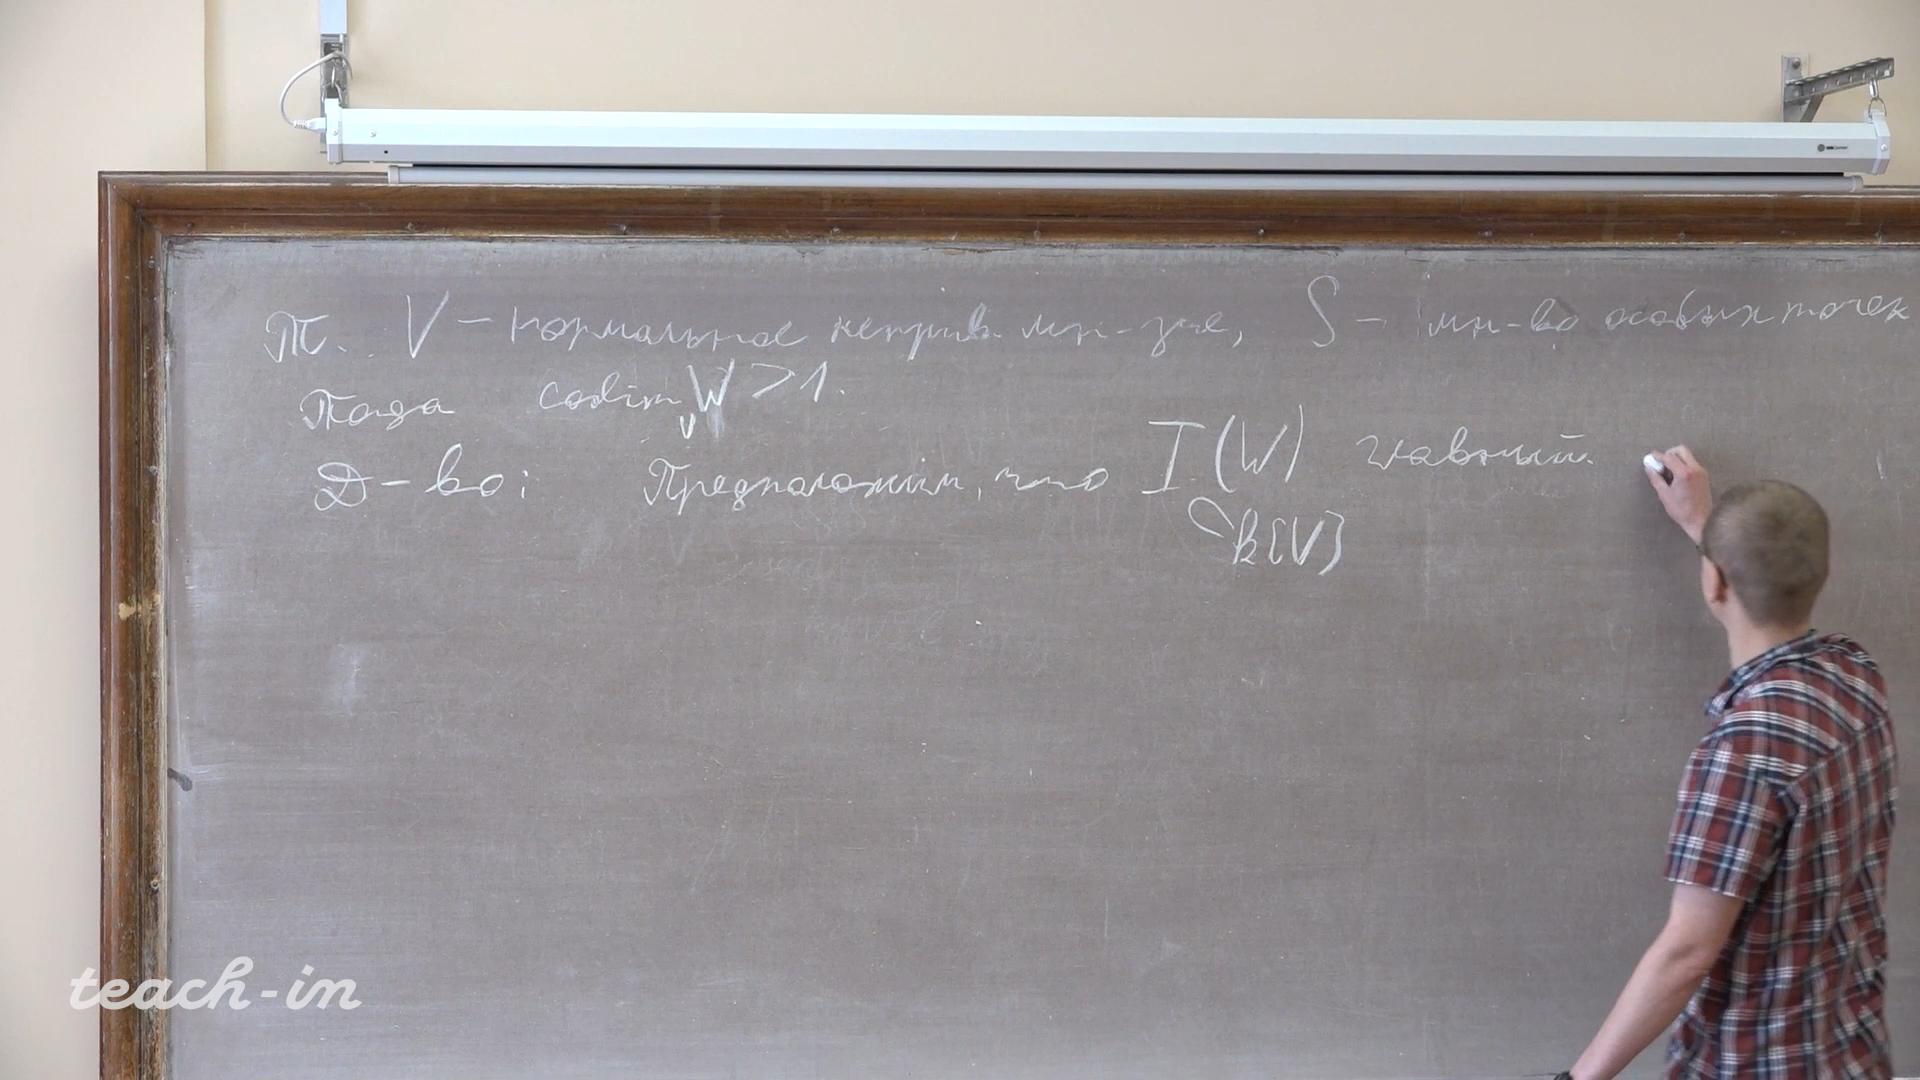 Т. V – нормальное неприв. мн-зие, S – мн-во особых точек
Тогда codim_V W > 1.
Д-во: Предположим, что I(W) главный.
⊂ k[V]
teach-in